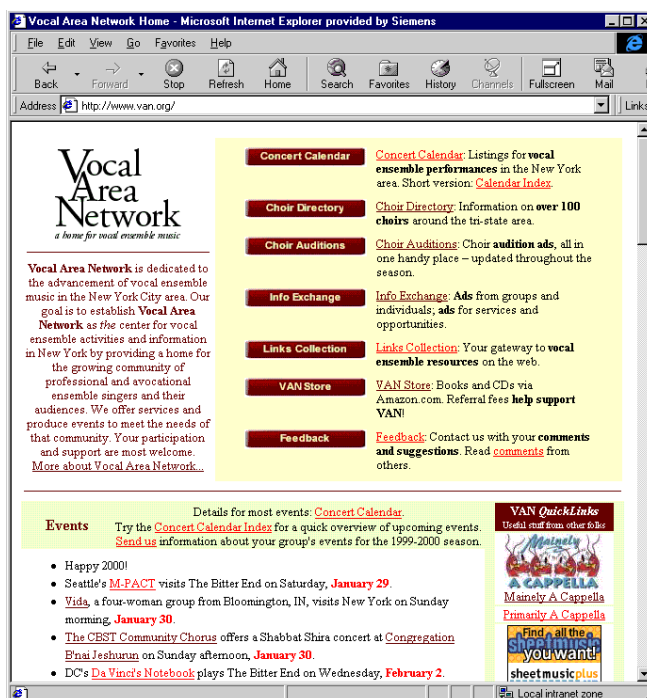 Vocal Area Network Home - Microsoft Internet Explorer provided by Siemens
File Edit View Go Favorites Help
Back Forward Stop Refresh Home Search Favorites History Channels Fullscreen Mail
Address http://www.van.org/ Links
Vocal
Area
Network
a home for vocal ensemble music
Vocal Area Network is dedicated to
the advancement of vocal ensemble
music in the New York City area. Our
goal is to establish Vocal Area
Network as the center for vocal
ensemble activities and information
in New York by providing a home for
the growing community of
professional and avocational
ensemble singers and their
audiences. We offer services and
produce events to meet the needs of
that community. Your participation
and support are most welcome.
More about Vocal Area Network...
Concert Calendar
Concert Calendar: Listings for vocal
ensemble performances in the New York
area. Short version: Calendar Index.
Choir Directory
Choir Directory: Information on over 100
choirs around the tri-state area.
Choir Auditions
Choir Auditions: Choir audition ads, all in
one handy place – updated throughout the
season.
Info Exchange
Info Exchange: Ads from groups and
individuals; ads for services and
opportunities.
Links Collection
Links Collection: Your gateway to vocal
ensemble resources on the web.
VAN Store
VAN Store: Books and CDs via
Amazon.com. Referral fees help support
VAN!
Feedback
Feedback: Contact us with your comments
and suggestions. Read comments from
others.
Events
Details for most events: Concert Calendar.
Try the Concert Calendar Index for a quick overview of upcoming events.
Send us information about your group's events for the 1999-2000 season.
• Happy 2000!
• Seattle's M-PACT visits The Bitter End on Saturday, January 29.
• Vida, a four-woman group from Bloomington, IN, visits New York on Sunday
morning, January 30.
• The CBST Community Chorus offers a Shabbat Shira concert at Congregation
B'nai Jeshurun on Sunday afternoon, January 30.
• DC's Da Vinci's Notebook plays The Bitter End on Wednesday, February 2.
VAN QuickLinks
Useful stuff from other folks
Mainely
A CAPPELLA
Mainely A Cappella
Primarily A Cappella
Find all the
sheetmusic
you want!
sheetmusicplus
Local intranet zone